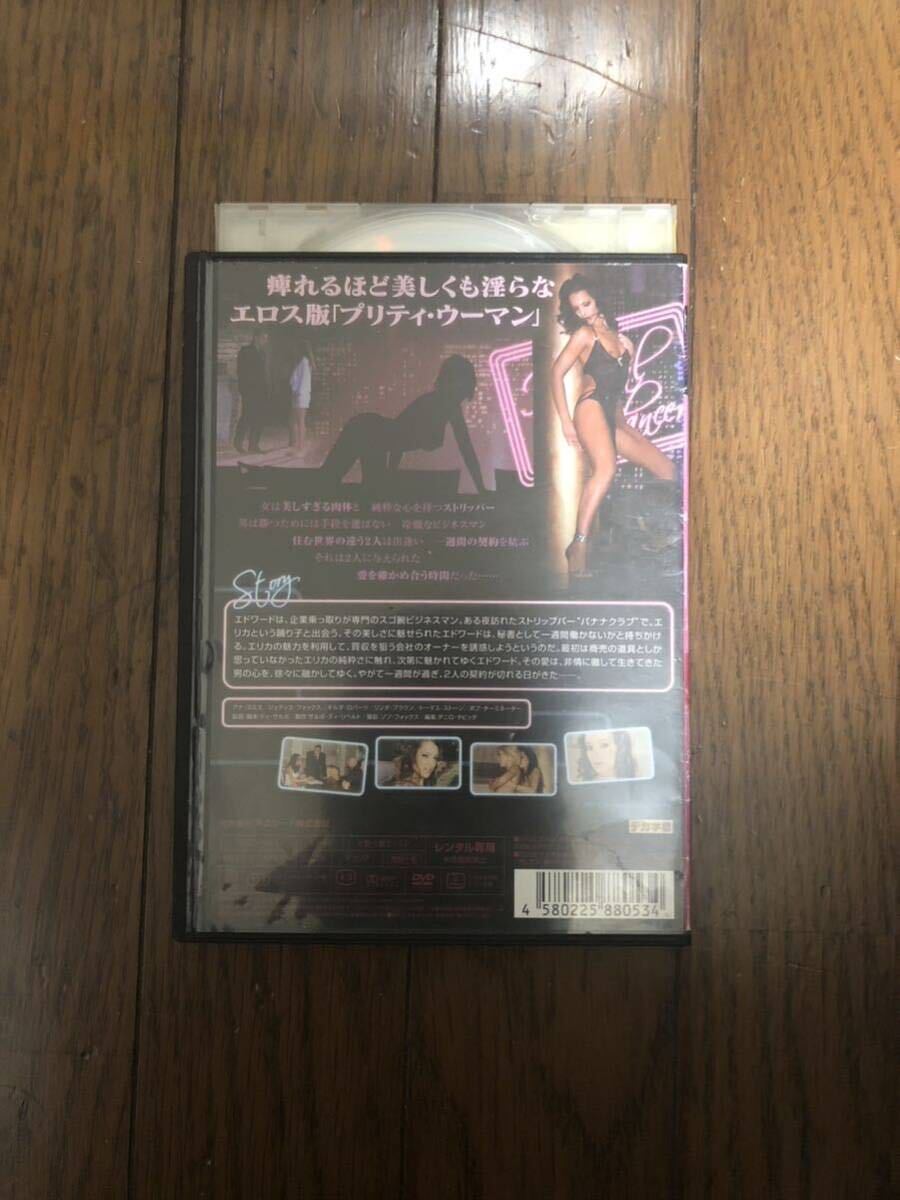 痺れるほど美しくも淫らな
エロス版「プリティ・ウーマン」
ancer
女は美しすぎる肉体と 純粋な心を持つストリッパー
男は勝つためには手段を選ばない 冷徹なビジネスマン
住む世界の違う2人は出逢い 一週間の契約を結ぶ
それは2人に与えられた
愛を確かめ合う時間だった……
Story
エドワードは、企業乗っ取りが専門のスゴ腕ビジネスマン。ある夜訪れたストリップバー“バナナクラブ”で、エ
リカという踊り子と出会う。その美しさに魅せられたエドワードは、秘書として一週間働かないかと持ちかけ
る。エリカの魅力を利用して、買収を狙う会社のオーナーを誘惑しようというのだ。最初は商売の道具としか
思っていなかったエリカの純粋さに触れ、次第に魅かれてゆくエドワード。その愛は、非情に徹して生きてきた
男の心を、徐々に融かしてゆく。やがて一週間が過ぎ、2人の契約が切れる日がきた――。
デカ字幕
レンタル専用
DVD
4 580225 880534